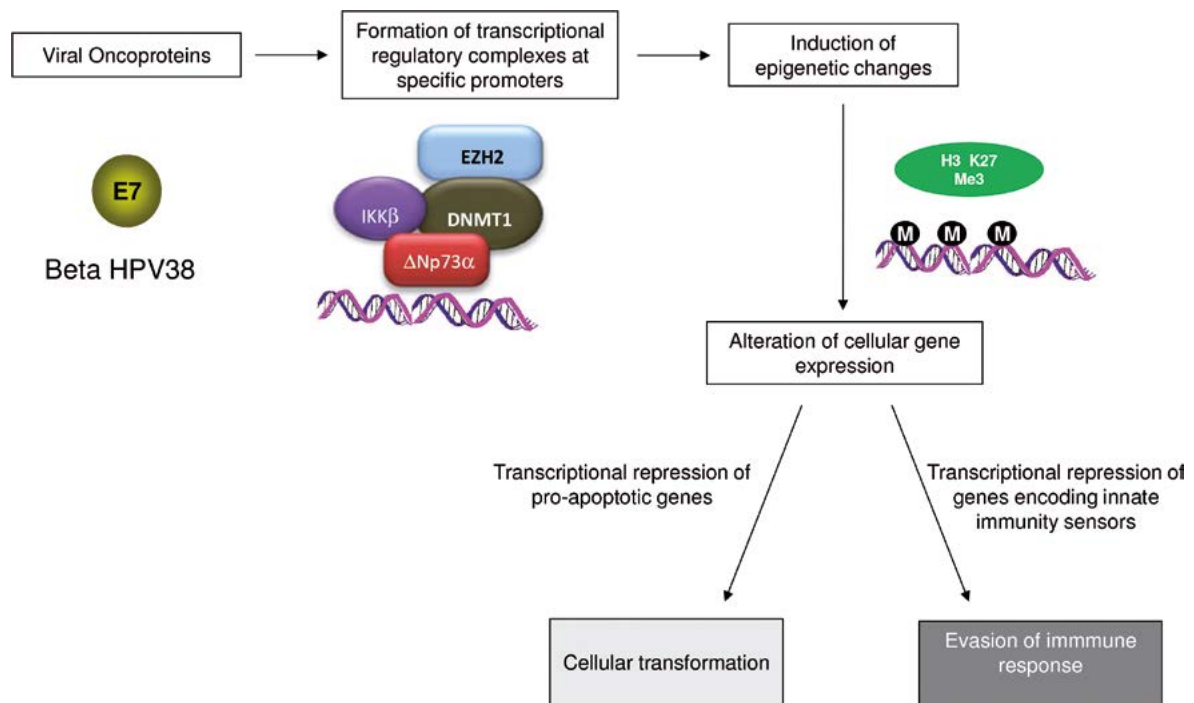 Viral Oncoproteins
Formation of transcriptional
regulatory complexes at
specific promoters
Induction of
epigenetic changes
E7
Beta HPV38
EZH2
IKKβ
DNMT1
ΔNp73α
H3 K27
Me3
M M M
Alteration of cellular gene
expression
Transcriptional repression of
pro-apoptotic genes
Transcriptional repression of
genes encoding innate
immunity sensors
Cellular transformation
Evasion of immmune
response